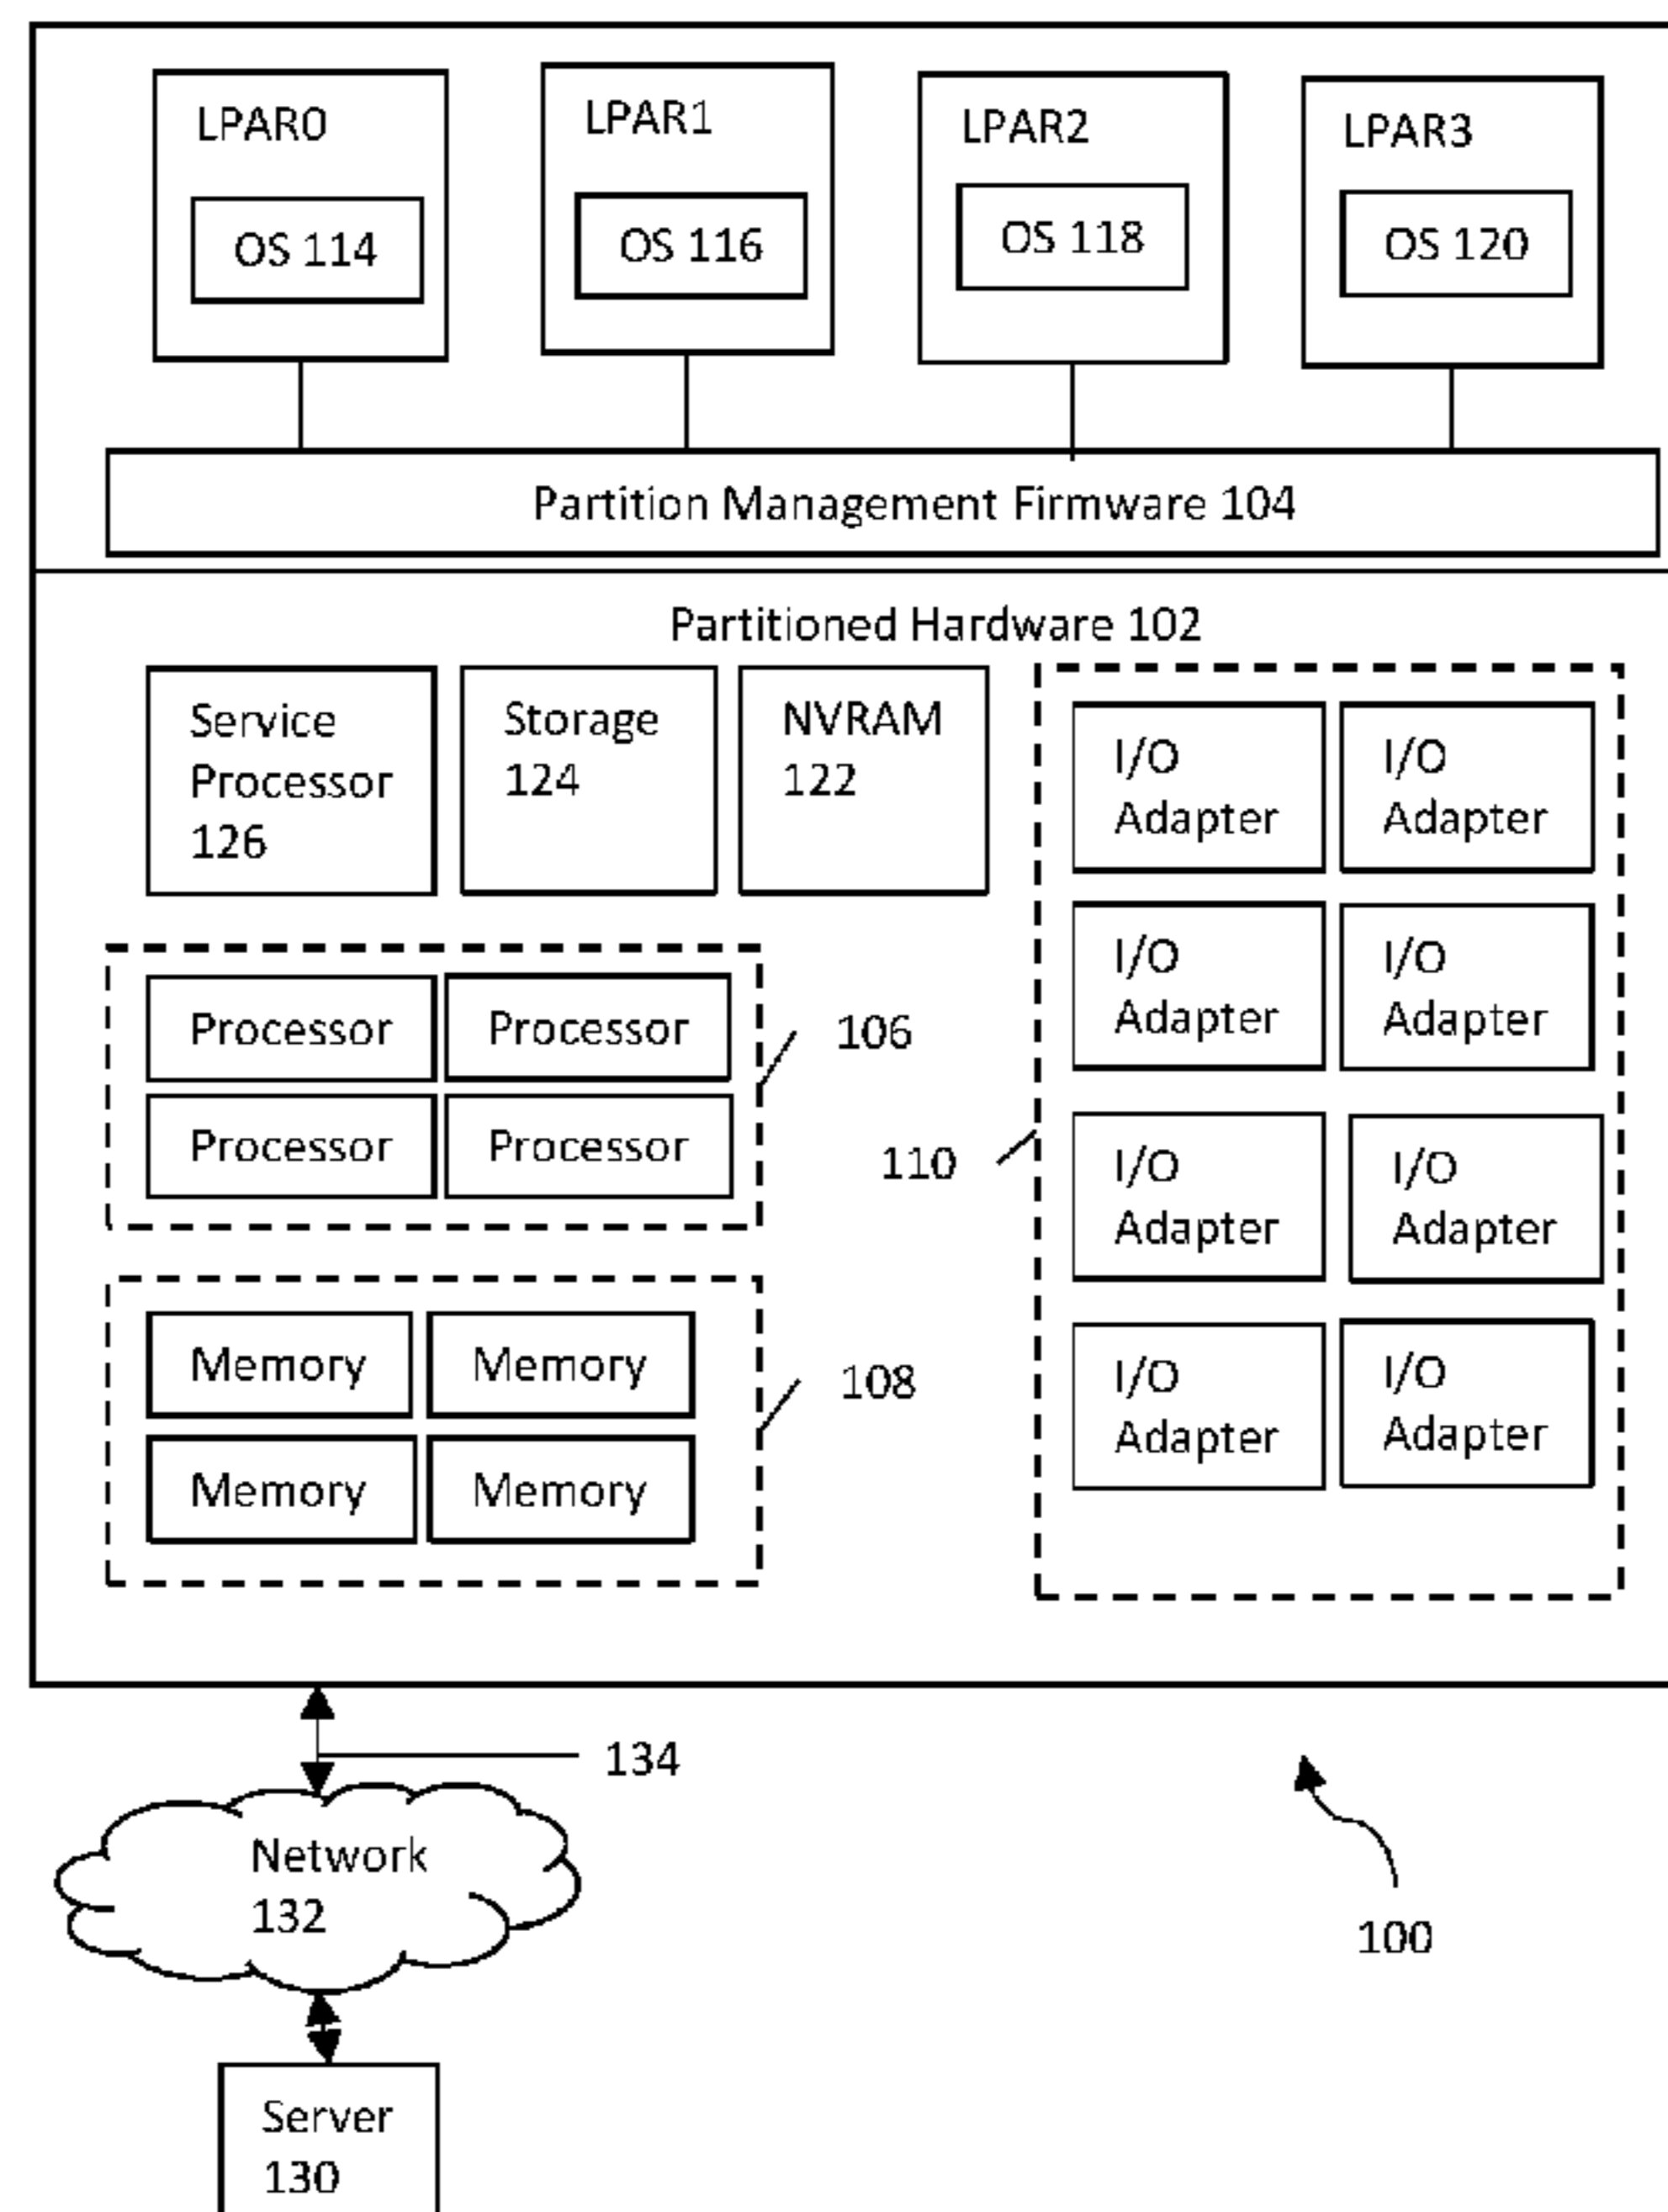 LPAR0
OS 114
LPAR1
OS 116
LPAR2
OS 118
LPAR3
OS 120
Partition Management Firmware 104
Partitioned Hardware 102
Service
Processor
126
Storage
124
NVRAM
122
I/O
Adapter
I/O
Adapter
I/O
Adapter
I/O
Adapter
I/O
Adapter
I/O
Adapter
I/O
Adapter
I/O
Adapter
110
Processor
Processor
Processor
Processor
106
Memory
Memory
Memory
Memory
108
134
Network
132
100
Server
130